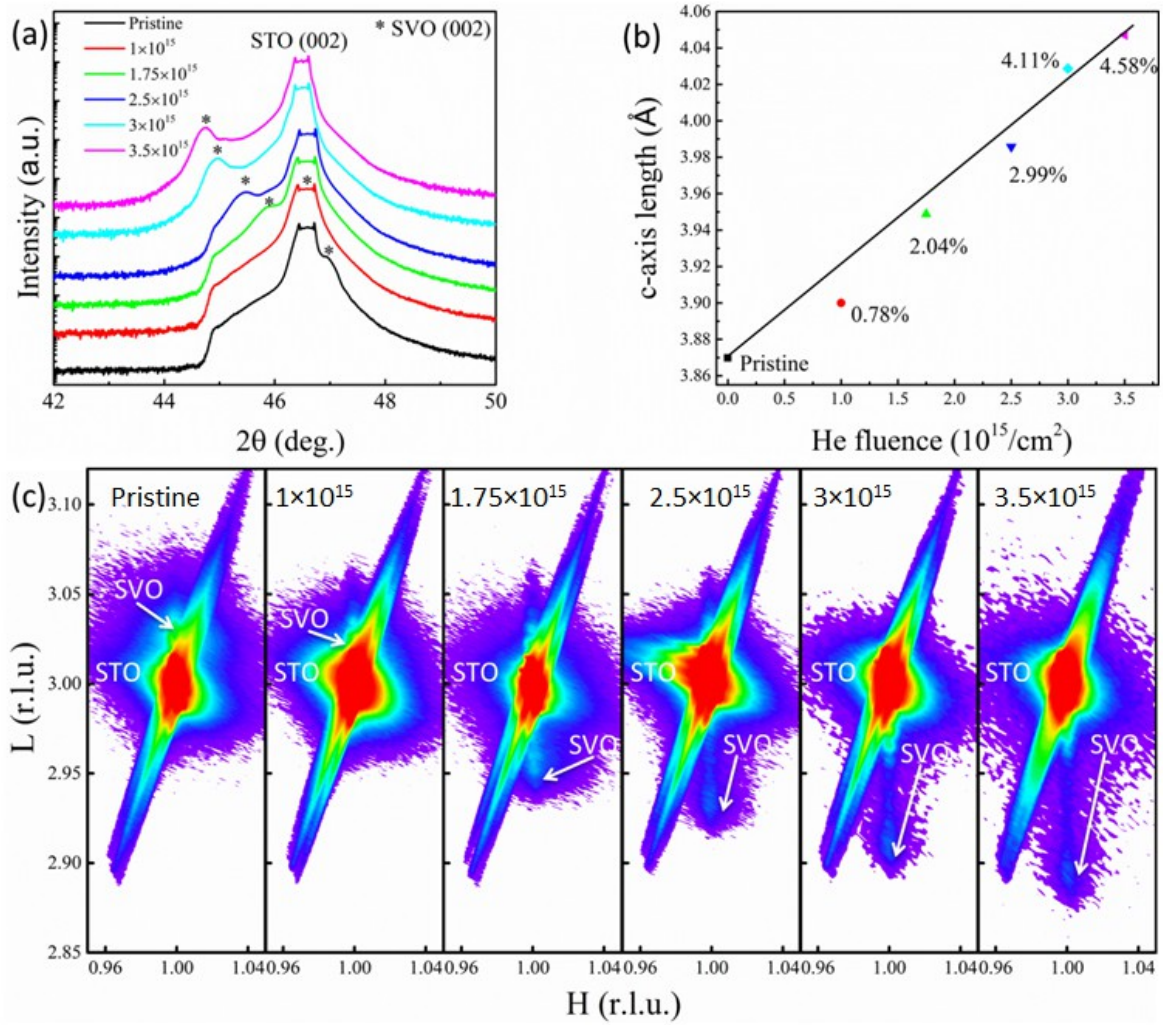 (a)
Pristine
1×10¹⁵
1.75×10¹⁵
2.5×10¹⁵
3×10¹⁵
3.5×10¹⁵
STO (002)
* SVO (002)
*
*
*
*
*
*
Intensity (a.u.)
42 44 46 48 50
2θ (deg.)
(b)
4.06
4.04
4.02
4.00
3.98
3.96
3.94
3.92
3.90
3.88
3.86
c-axis length (Å)
4.11%
4.58%
2.99%
2.04%
0.78%
Pristine
0.0 0.5 1.0 1.5 2.0 2.5 3.0 3.5
He fluence (10¹⁵/cm²)
(c)
Pristine 1×10¹⁵ 1.75×10¹⁵ 2.5×10¹⁵ 3×10¹⁵ 3.5×10¹⁵
3.10
3.05
3.00
2.95
2.90
2.85
L (r.l.u.)
SVO
SVO
STO STO STO STO STO STO
SVO SVO SVO SVO
0.96 1.00 1.04 0.96 1.00 1.04 0.96 1.00 1.04 0.96 1.00 1.04 0.96 1.00 1.04 0.96 1.00 1.04
H (r.l.u.)